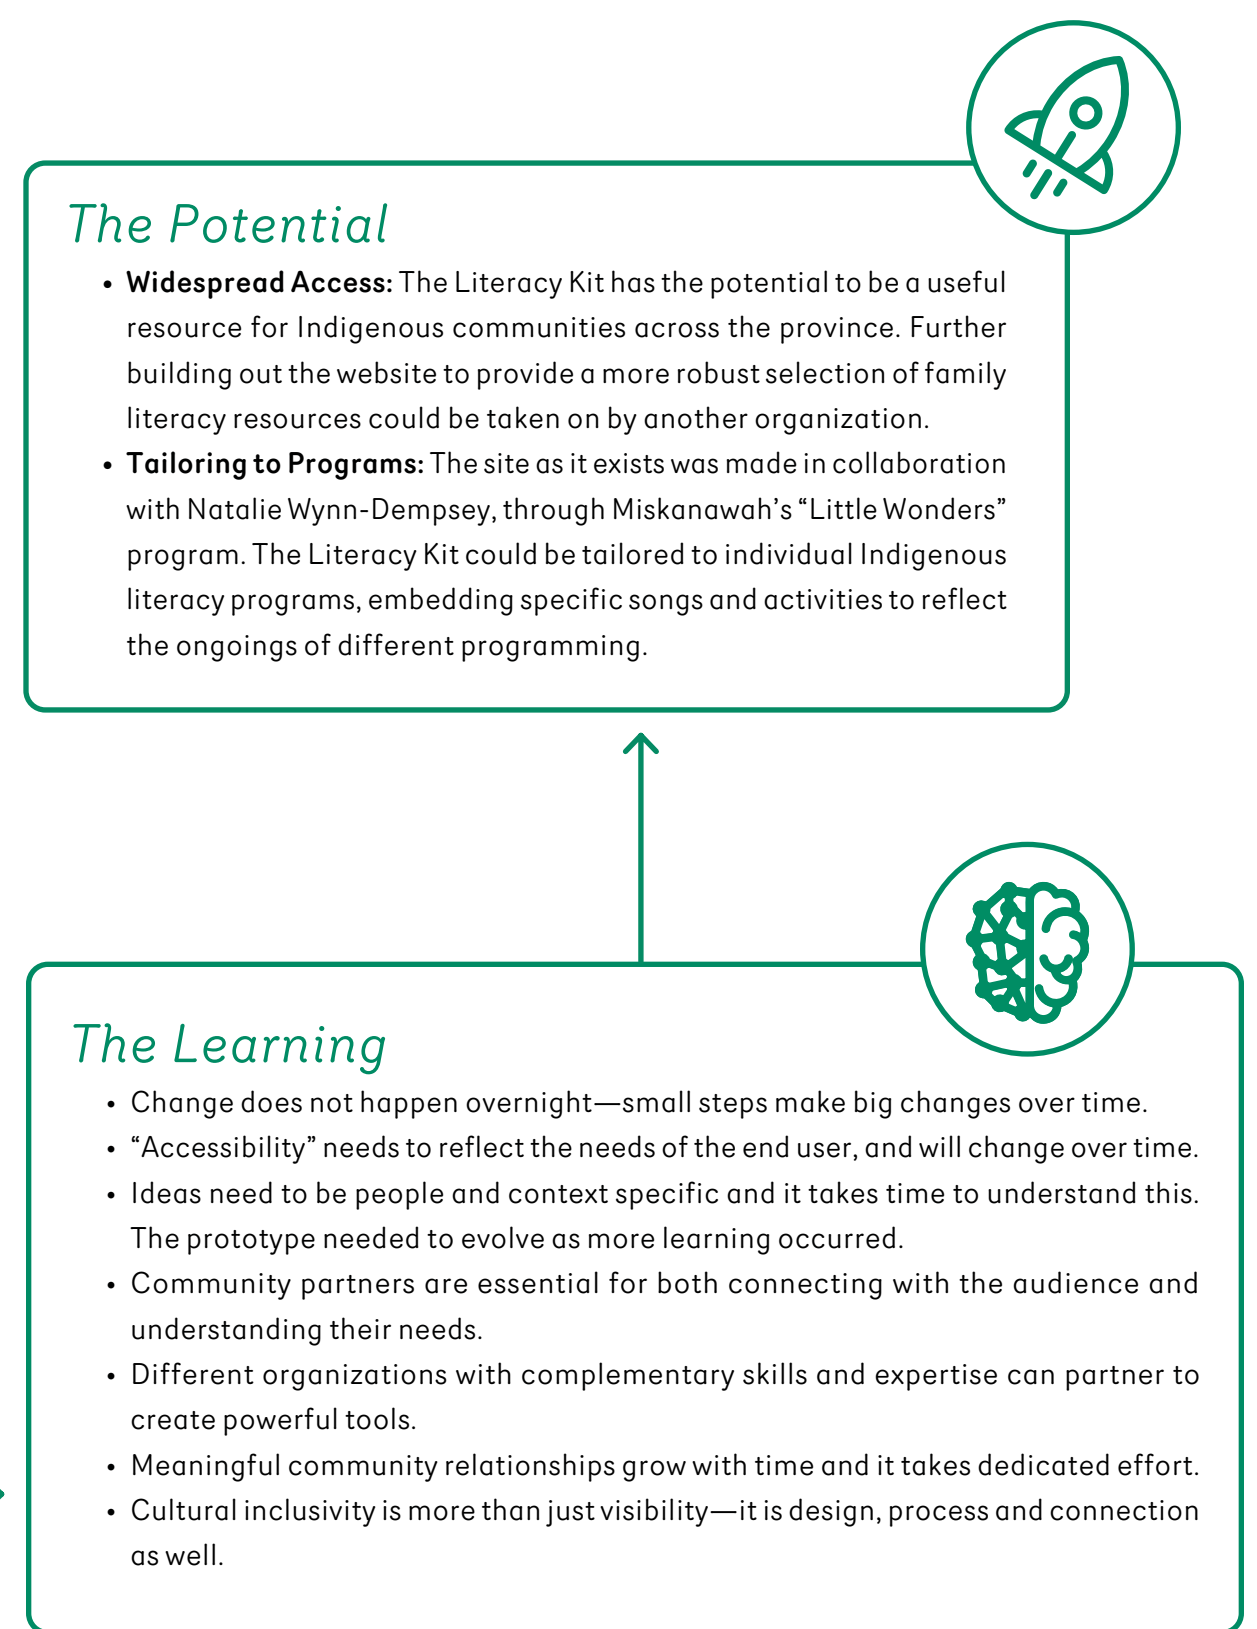 The Potential
• Widespread Access: The Literacy Kit has the potential to be a useful
resource for Indigenous communities across the province. Further
building out the website to provide a more robust selection of family
literacy resources could be taken on by another organization.
• Tailoring to Programs: The site as it exists was made in collaboration
with Natalie Wynn-Dempsey, through Miskanawah’s “Little Wonders”
program. The Literacy Kit could be tailored to individual Indigenous
literacy programs, embedding specific songs and activities to reflect
the ongoings of different programming.
The Learning
• Change does not happen overnight—small steps make big changes over time.
• “Accessibility” needs to reflect the needs of the end user, and will change over time.
• Ideas need to be people and context specific and it takes time to understand this.
The prototype needed to evolve as more learning occurred.
• Community partners are essential for both connecting with the audience and
understanding their needs.
• Different organizations with complementary skills and expertise can partner to
create powerful tools.
• Meaningful community relationships grow with time and it takes dedicated effort.
• Cultural inclusivity is more than just visibility—it is design, process and connection
as well.